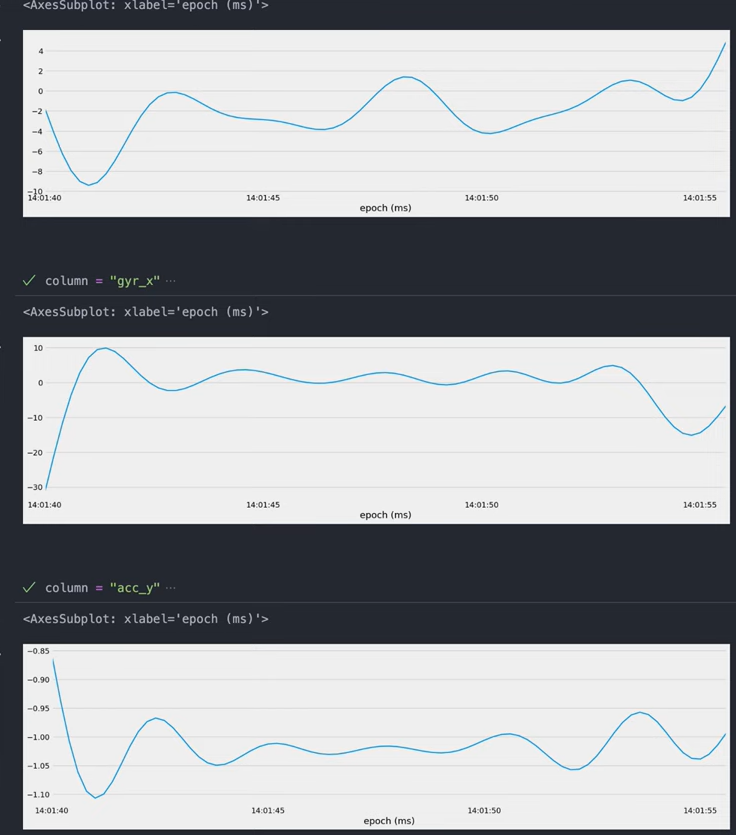 <AxesSubplot: xlabel='epoch (ms)'>
4
2
0
−2
−4
−6
−8
−10
14:01:40 14:01:45 14:01:50 14:01:55
epoch (ms)
✓ column = "gyr_x" ···
<AxesSubplot: xlabel='epoch (ms)'>
10
0
−10
−20
−30
14:01:40 14:01:45 14:01:50 14:01:55
epoch (ms)
✓ column = "acc_y" ···
<AxesSubplot: xlabel='epoch (ms)'>
−0.85
−0.90
−0.95
−1.00
−1.05
−1.10
14:01:40 14:01:45 14:01:50 14:01:55
epoch (ms)